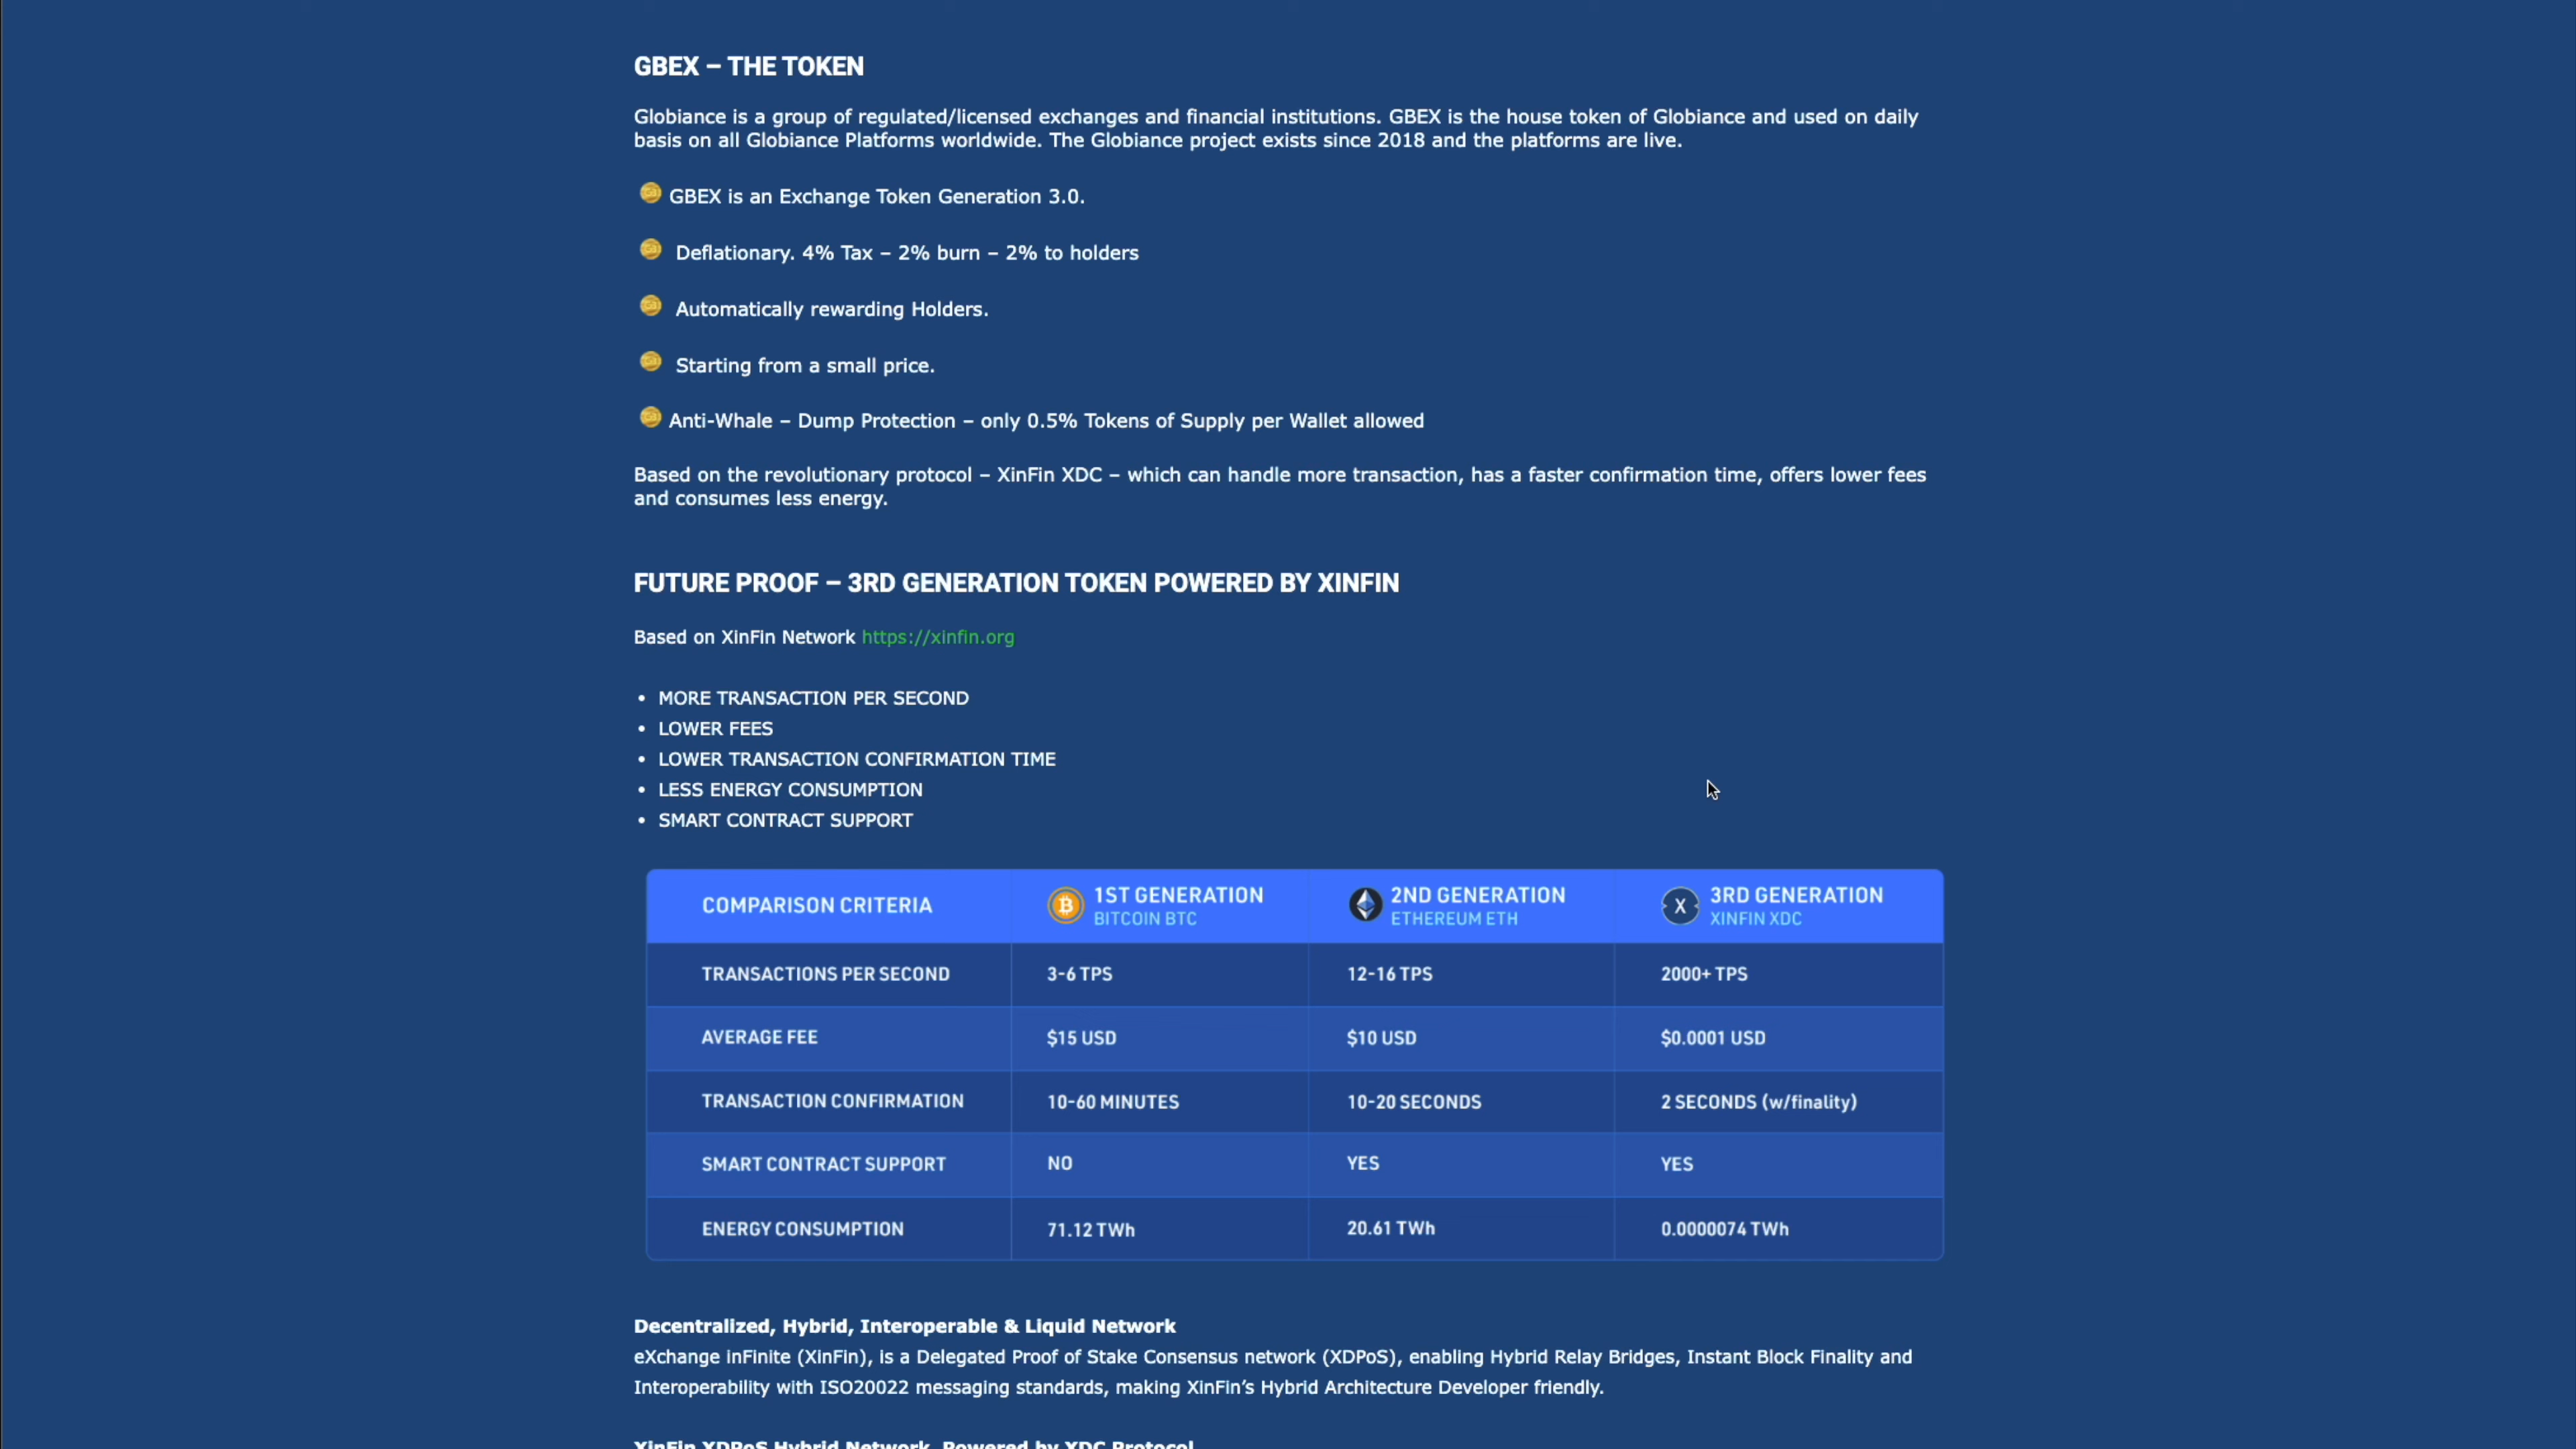 GBEX – THE TOKEN
Globiance is a group of regulated/licensed exchanges and financial institutions. GBEX is the house token of Globiance and used on daily
basis on all Globiance Platforms worldwide. The Globiance project exists since 2018 and the platforms are live.
GBEX is an Exchange Token Generation 3.0.
Deflationary. 4% Tax – 2% burn – 2% to holders
Automatically rewarding Holders.
Starting from a small price.
Anti-Whale – Dump Protection – only 0.5% Tokens of Supply per Wallet allowed
Based on the revolutionary protocol – XinFin XDC – which can handle more transaction, has a faster confirmation time, offers lower fees
and consumes less energy.
FUTURE PROOF – 3RD GENERATION TOKEN POWERED BY XINFIN
Based on XinFin Network https://xinfin.org
• MORE TRANSACTION PER SECOND
• LOWER FEES
• LOWER TRANSACTION CONFIRMATION TIME
• LESS ENERGY CONSUMPTION
• SMART CONTRACT SUPPORT
COMPARISON CRITERIA 1ST GENERATION 2ND GENERATION 3RD GENERATION
BITCOIN BTC ETHEREUM ETH XINFIN XDC
TRANSACTIONS PER SECOND 3-6 TPS 12-16 TPS 2000+ TPS
AVERAGE FEE $15 USD $10 USD $0.0001 USD
TRANSACTION CONFIRMATION 10-60 MINUTES 10-20 SECONDS 2 SECONDS (w/finality)
SMART CONTRACT SUPPORT NO YES YES
ENERGY CONSUMPTION 71.12 TWh 20.61 TWh 0.0000074 TWh
Decentralized, Hybrid, Interoperable & Liquid Network
eXchange inFinite (XinFin), is a Delegated Proof of Stake Consensus network (XDPoS), enabling Hybrid Relay Bridges, Instant Block Finality and
Interoperability with ISO20022 messaging standards, making XinFin's Hybrid Architecture Developer friendly.
XinFin XDPoS Hybrid Network, Powered by XDC Protocol